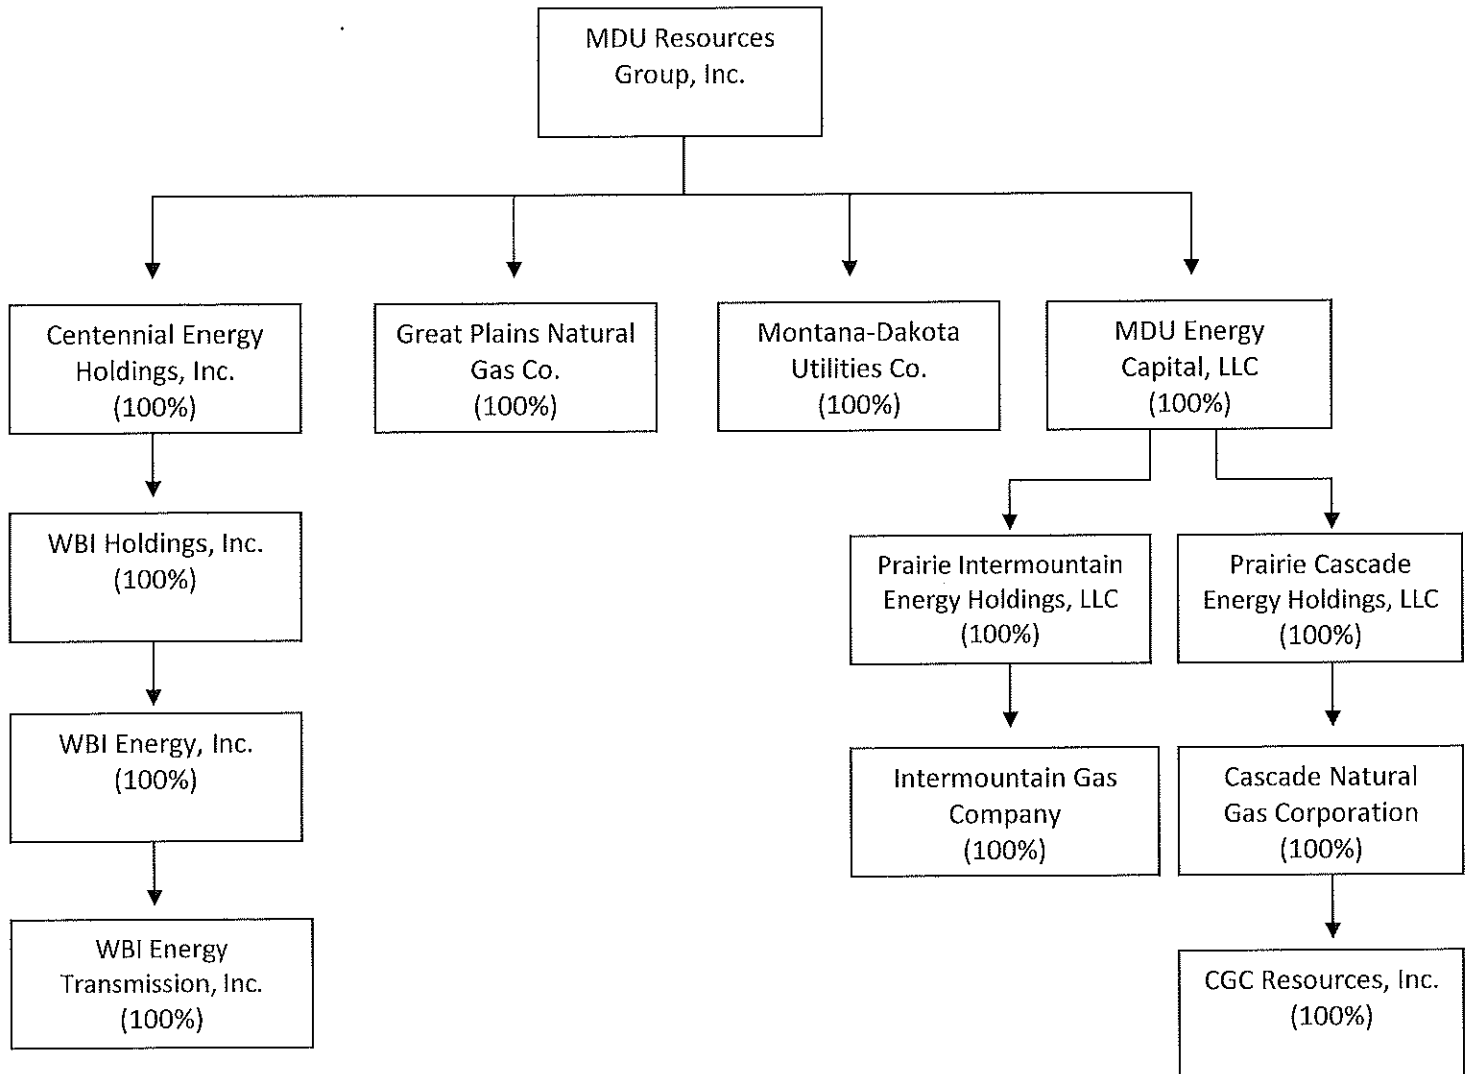 MDU Resources
Group, Inc.
Centennial Energy
Holdings, Inc.
(100%)
Great Plains Natural
Gas Co.
(100%)
Montana-Dakota
Utilities Co.
(100%)
MDU Energy
Capital, LLC
(100%)
WBI Holdings, Inc.
(100%)
Prairie Intermountain
Energy Holdings, LLC
(100%)
Prairie Cascade
Energy Holdings, LLC
(100%)
WBI Energy, Inc.
(100%)
Intermountain Gas
Company
(100%)
Cascade Natural
Gas Corporation
(100%)
WBI Energy
Transmission, Inc.
(100%)
CGC Resources, Inc.
(100%)